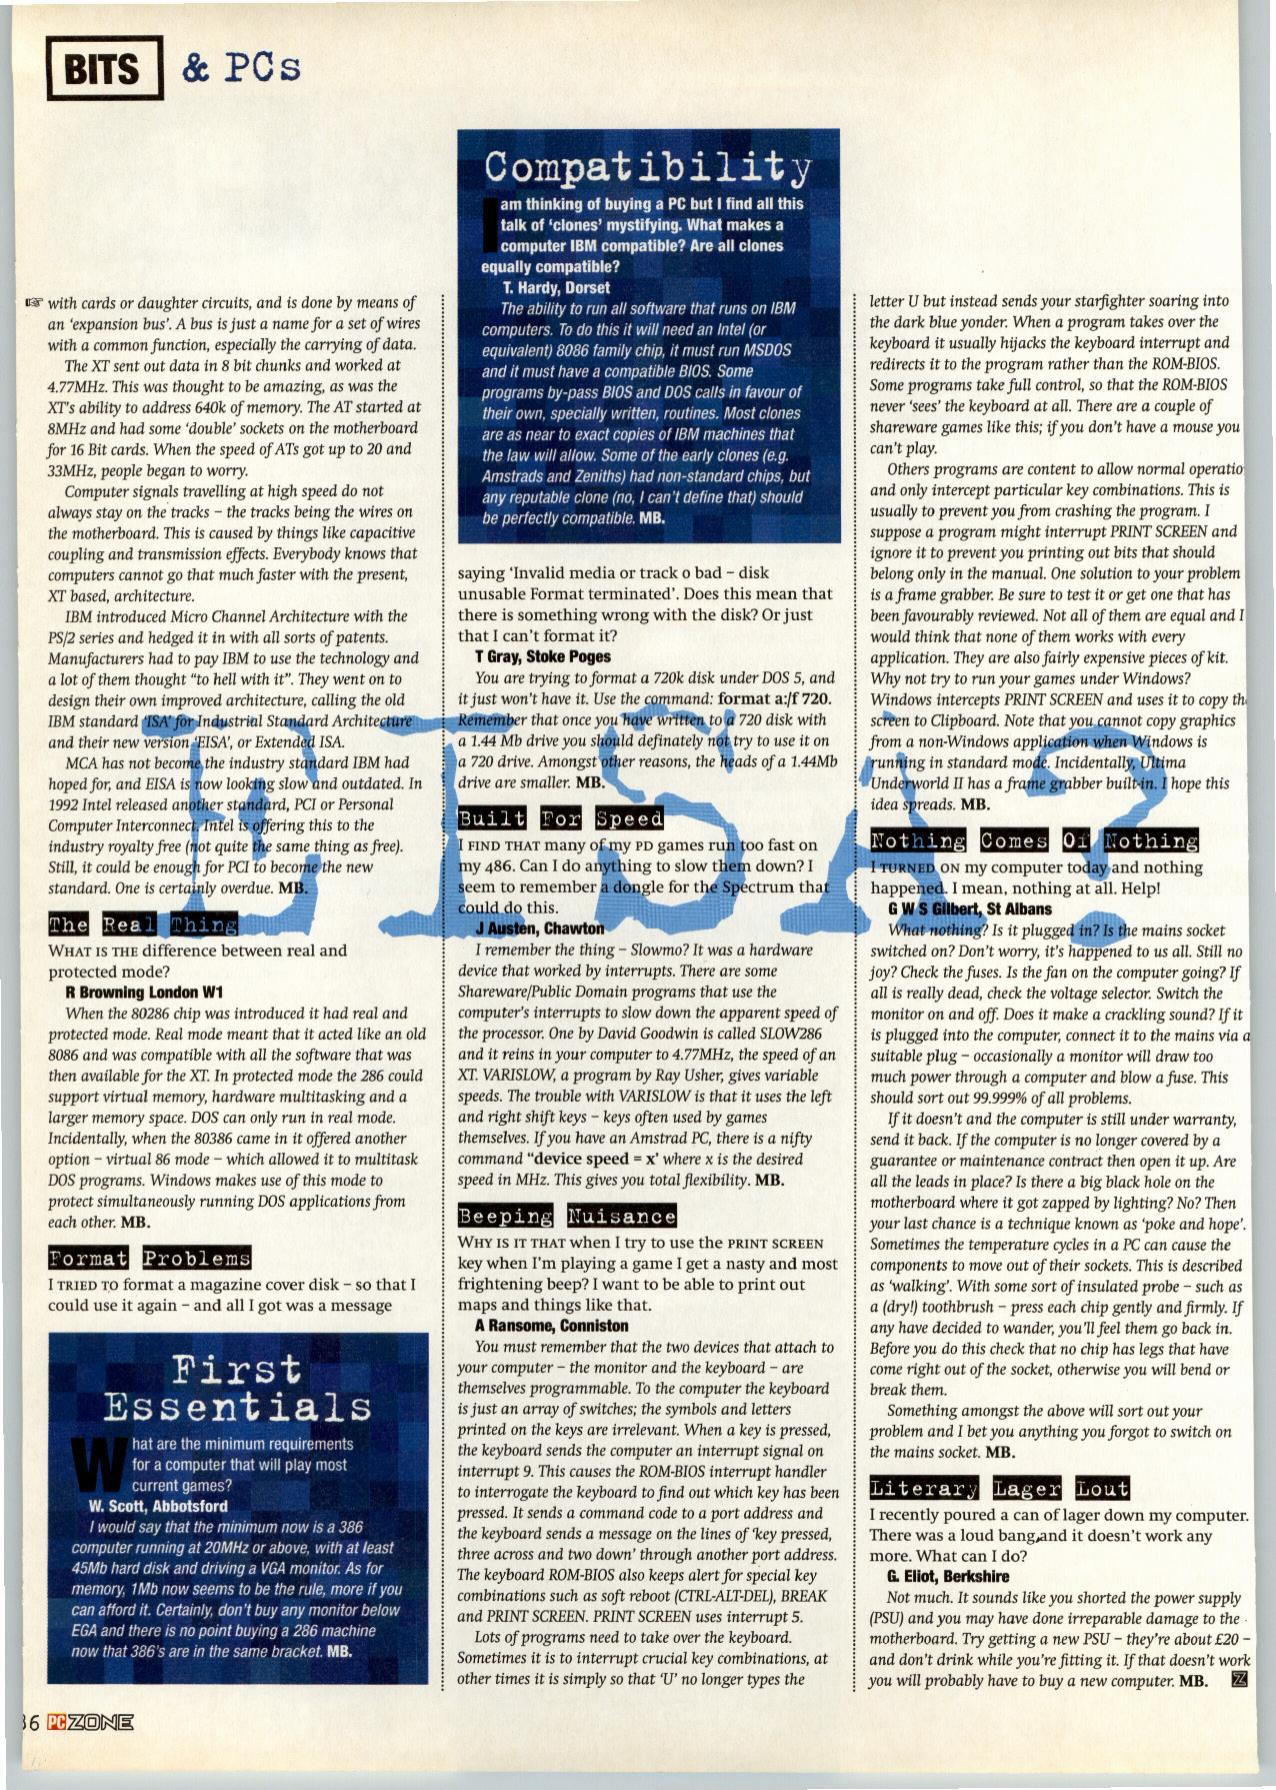 BITS & PCs
☞ with cards or daughter circuits, and is done by means of
an 'expansion bus'. A bus is just a name for a set of wires
with a common function, especially the carrying of data.
The XT sent out data in 8 bit chunks and worked at
4.77MHz. This was thought to be amazing, as was the
XT's ability to address 640k of memory. The AT started at
8MHz and had some 'double' sockets on the motherboard
for 16 Bit cards. When the speed of ATs got up to 20 and
33MHz, people began to worry.
Computer signals travelling at high speed do not
always stay on the tracks – the tracks being the wires on
the motherboard. This is caused by things like capacitive
coupling and transmission effects. Everybody knows that
computers cannot go that much faster with the present,
XT based, architecture.
IBM introduced Micro Channel Architecture with the
PS/2 series and hedged it in with all sorts of patents.
Manufacturers had to pay IBM to use the technology and
a lot of them thought "to hell with it". They went on to
design their own improved architecture, calling the old
IBM standard 'ISA' for Industrial Standard Architecture
and their new version 'EISA', or Extended ISA.
MCA has not become the industry standard IBM had
hoped for, and EISA is now looking slow and outdated. In
1992 Intel released another standard, PCI or Personal
Computer Interconnect. Intel is offering this to the
industry royalty free (not quite the same thing as free).
Still, it could be enough for PCI to become the new
standard. One is certainly overdue. MB.
The Real Thing
WHAT IS THE difference between real and
protected mode?
R Browning London W1
When the 80286 chip was introduced it had real and
protected mode. Real mode meant that it acted like an old
8086 and was compatible with all the software that was
then available for the XT. In protected mode the 286 could
support virtual memory, hardware multitasking and a
larger memory space. DOS can only run in real mode.
Incidentally, when the 80386 came in it offered another
option – virtual 86 mode – which allowed it to multitask
DOS programs. Windows makes use of this mode to
protect simultaneously running DOS applications from
each other. MB.
Format Problems
I TRIED TO format a magazine cover disk – so that I
could use it again – and all I got was a message
First
Essentials
What are the minimum requirements
for a computer that will play most
current games?
W. Scott, Abbotsford
I would say that the minimum now is a 386
computer running at 20MHz or above, with at least
45Mb hard disk and driving a VGA monitor. As for
memory, 1Mb now seems to be the rule, more if you
can afford it. Certainly, don't buy any monitor below
EGA and there is no point buying a 286 machine
now that 386's are in the same bracket. MB.
Compatibility
I am thinking of buying a PC but I find all this
talk of 'clones' mystifying. What makes a
computer IBM compatible? Are all clones
equally compatible?
T. Hardy, Dorset
The ability to run all software that runs on IBM
computers. To do this it will need an Intel (or
equivalent) 8086 family chip, it must run MSDOS
and it must have a compatible BIOS. Some
programs by-pass BIOS and DOS calls in favour of
their own, specially written, routines. Most clones
are as near to exact copies of IBM machines that
the law will allow. Some of the early clones (e.g.
Amstrads and Zeniths) had non-standard chips, but
any reputable clone (no, I can't define that) should
be perfectly compatible. MB.
saying 'Invalid media or track o bad – disk
unusable Format terminated'. Does this mean that
there is something wrong with the disk? Or just
that I can't format it?
T Gray, Stoke Poges
You are trying to format a 720k disk under DOS 5, and
it just won't have it. Use the command: format a:/f 720.
Remember that once you have written to a 720 disk with
a 1.44 Mb drive you should definately not try to use it on
a 720 drive. Amongst other reasons, the heads of a 1.44Mb
drive are smaller. MB.
Built For Speed
I FIND THAT many of my PD games run too fast on
my 486. Can I do anything to slow them down? I
seem to remember a dongle for the Spectrum that
could do this.
J Austen, Chawton
I remember the thing – Slowmo? It was a hardware
device that worked by interrupts. There are some
Shareware/Public Domain programs that use the
computer's interrupts to slow down the apparent speed of
the processor. One by David Goodwin is called SLOW286
and it reins in your computer to 4.77MHz, the speed of an
XT. VARISLOW, a program by Ray Usher, gives variable
speeds. The trouble with VARISLOW is that it uses the left
and right shift keys – keys often used by games
themselves. If you have an Amstrad PC, there is a nifty
command "device speed = x' where x is the desired
speed in MHz. This gives you total flexibility. MB.
Beeping Nuisance
WHY IS IT THAT when I try to use the PRINT SCREEN
key when I'm playing a game I get a nasty and most
frightening beep? I want to be able to print out
maps and things like that.
A Ransome, Conniston
You must remember that the two devices that attach to
your computer – the monitor and the keyboard – are
themselves programmable. To the computer the keyboard
is just an array of switches; the symbols and letters
printed on the keys are irrelevant. When a key is pressed,
the keyboard sends the computer an interrupt signal on
interrupt 9. This causes the ROM-BIOS interrupt handler
to interrogate the keyboard to find out which key has been
pressed. It sends a command code to a port address and
the keyboard sends a message on the lines of 'key pressed,
three across and two down' through another port address.
The keyboard ROM-BIOS also keeps alert for special key
combinations such as soft reboot (CTRL-ALT-DEL), BREAK
and PRINT SCREEN. PRINT SCREEN uses interrupt 5.
Lots of programs need to take over the keyboard.
Sometimes it is to interrupt crucial key combinations, at
other times it is simply so that 'U' no longer types the
letter U but instead sends your starfighter soaring into
the dark blue yonder. When a program takes over the
keyboard it usually hijacks the keyboard interrupt and
redirects it to the program rather than the ROM-BIOS.
Some programs take full control, so that the ROM-BIOS
never 'sees' the keyboard at all. There are a couple of
shareware games like this; if you don't have a mouse you
can't play.
Others programs are content to allow normal operatio
and only intercept particular key combinations. This is
usually to prevent you from crashing the program. I
suppose a program might interrupt PRINT SCREEN and
ignore it to prevent you printing out bits that should
belong only in the manual. One solution to your problem
is a frame grabber. Be sure to test it or get one that has
been favourably reviewed. Not all of them are equal and I
would think that none of them works with every
application. They are also fairly expensive pieces of kit.
Why not try to run your games under Windows?
Windows intercepts PRINT SCREEN and uses it to copy th
screen to Clipboard. Note that you cannot copy graphics
from a non-Windows application when Windows is
running in standard mode. Incidentally, Ultima
Underworld II has a frame grabber built-in. I hope this
idea spreads. MB.
Nothing Comes Of Nothing
I TURNED ON my computer today and nothing
happened. I mean, nothing at all. Help!
G W S Gilbert, St Albans
What nothing? Is it plugged in? Is the mains socket
switched on? Don't worry, it's happened to us all. Still no
joy? Check the fuses. Is the fan on the computer going? If
all is really dead, check the voltage selector. Switch the
monitor on and off. Does it make a crackling sound? If it
is plugged into the computer, connect it to the mains via a
suitable plug – occasionally a monitor will draw too
much power through a computer and blow a fuse. This
should sort out 99.999% of all problems.
If it doesn't and the computer is still under warranty,
send it back. If the computer is no longer covered by a
guarantee or maintenance contract then open it up. Are
all the leads in place? Is there a big black hole on the
motherboard where it got zapped by lighting? No? Then
your last chance is a technique known as 'poke and hope'.
Sometimes the temperature cycles in a PC can cause the
components to move out of their sockets. This is described
as 'walking'. With some sort of insulated probe – such as
a (dry!) toothbrush – press each chip gently and firmly. If
any have decided to wander, you'll feel them go back in.
Before you do this check that no chip has legs that have
come right out of the socket, otherwise you will bend or
break them.
Something amongst the above will sort out your
problem and I bet you anything you forgot to switch on
the mains socket. MB.
Literary Lager Lout
I recently poured a can of lager down my computer.
There was a loud bang, and it doesn't work any
more. What can I do?
G. Eliot, Berkshire
Not much. It sounds like you shorted the power supply
(PSU) and you may have done irreparable damage to the
motherboard. Try getting a new PSU – they're about £20 –
and don't drink while you're fitting it. If that doesn't work
you will probably have to buy a new computer. MB. Z
EISA?
36 PC ZONE